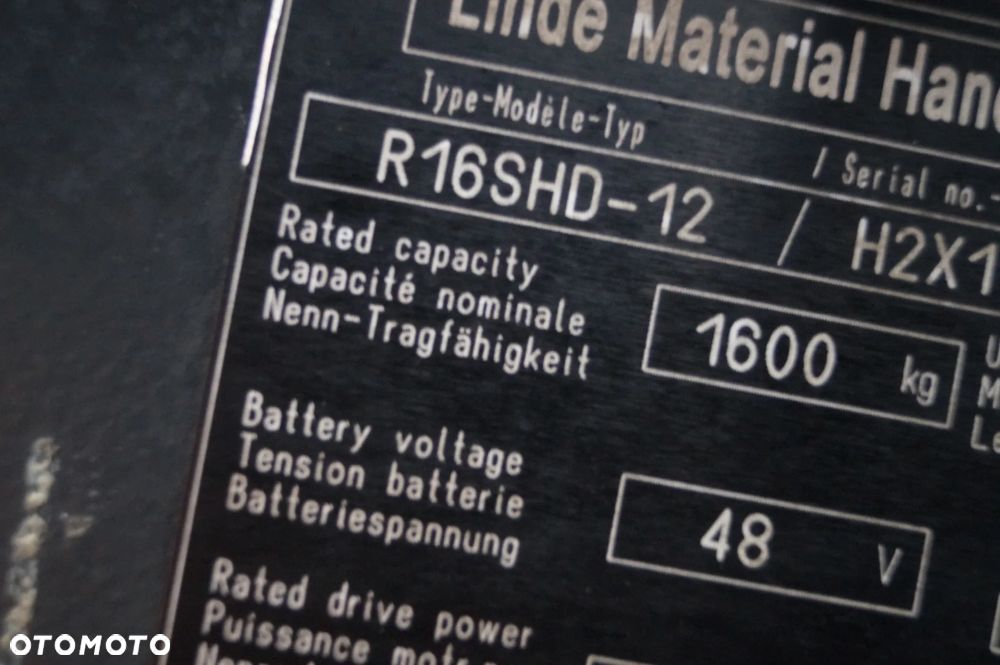 Linde Material Han
Type-Modèle-Typ / Serial no.-
R16SHD-12 / H2X1
Rated capacity
Capacité nominale
Nenn-Tragfähigkeit
1600 kg
Battery voltage
Tension batterie
Batteriespannung
48 V
Rated drive power
Puissance
OTOMOTO